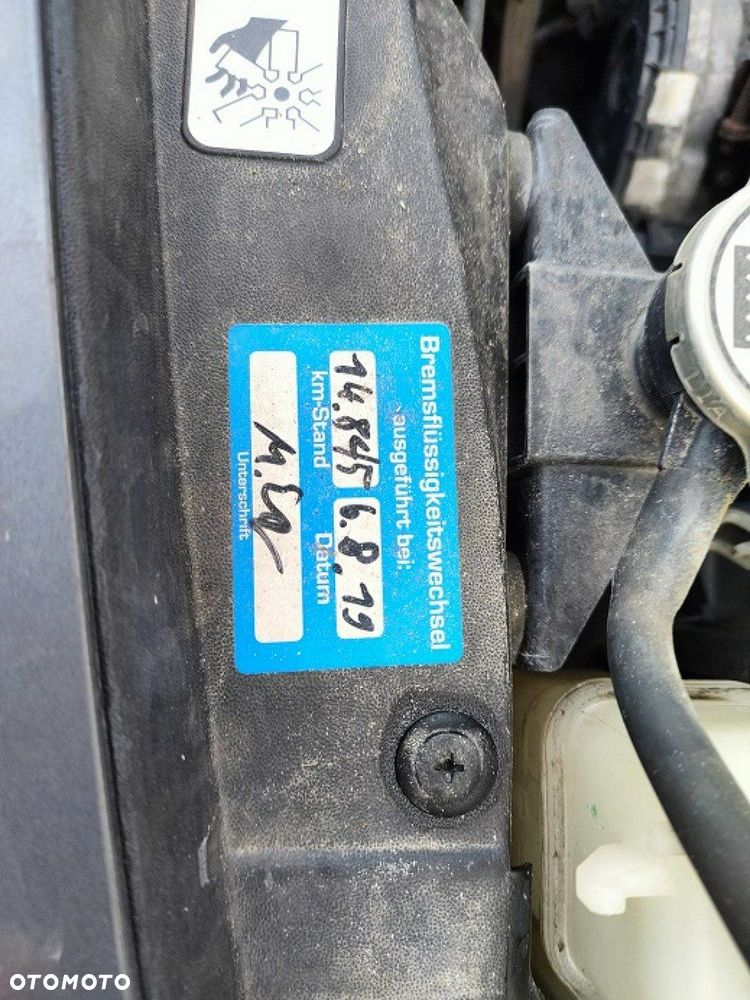 Bremsflüssigkeitswechsel
ausgeführt bei:
14.845 6.8.19
km-Stand Datum
Unterschrift
OTOMOTO